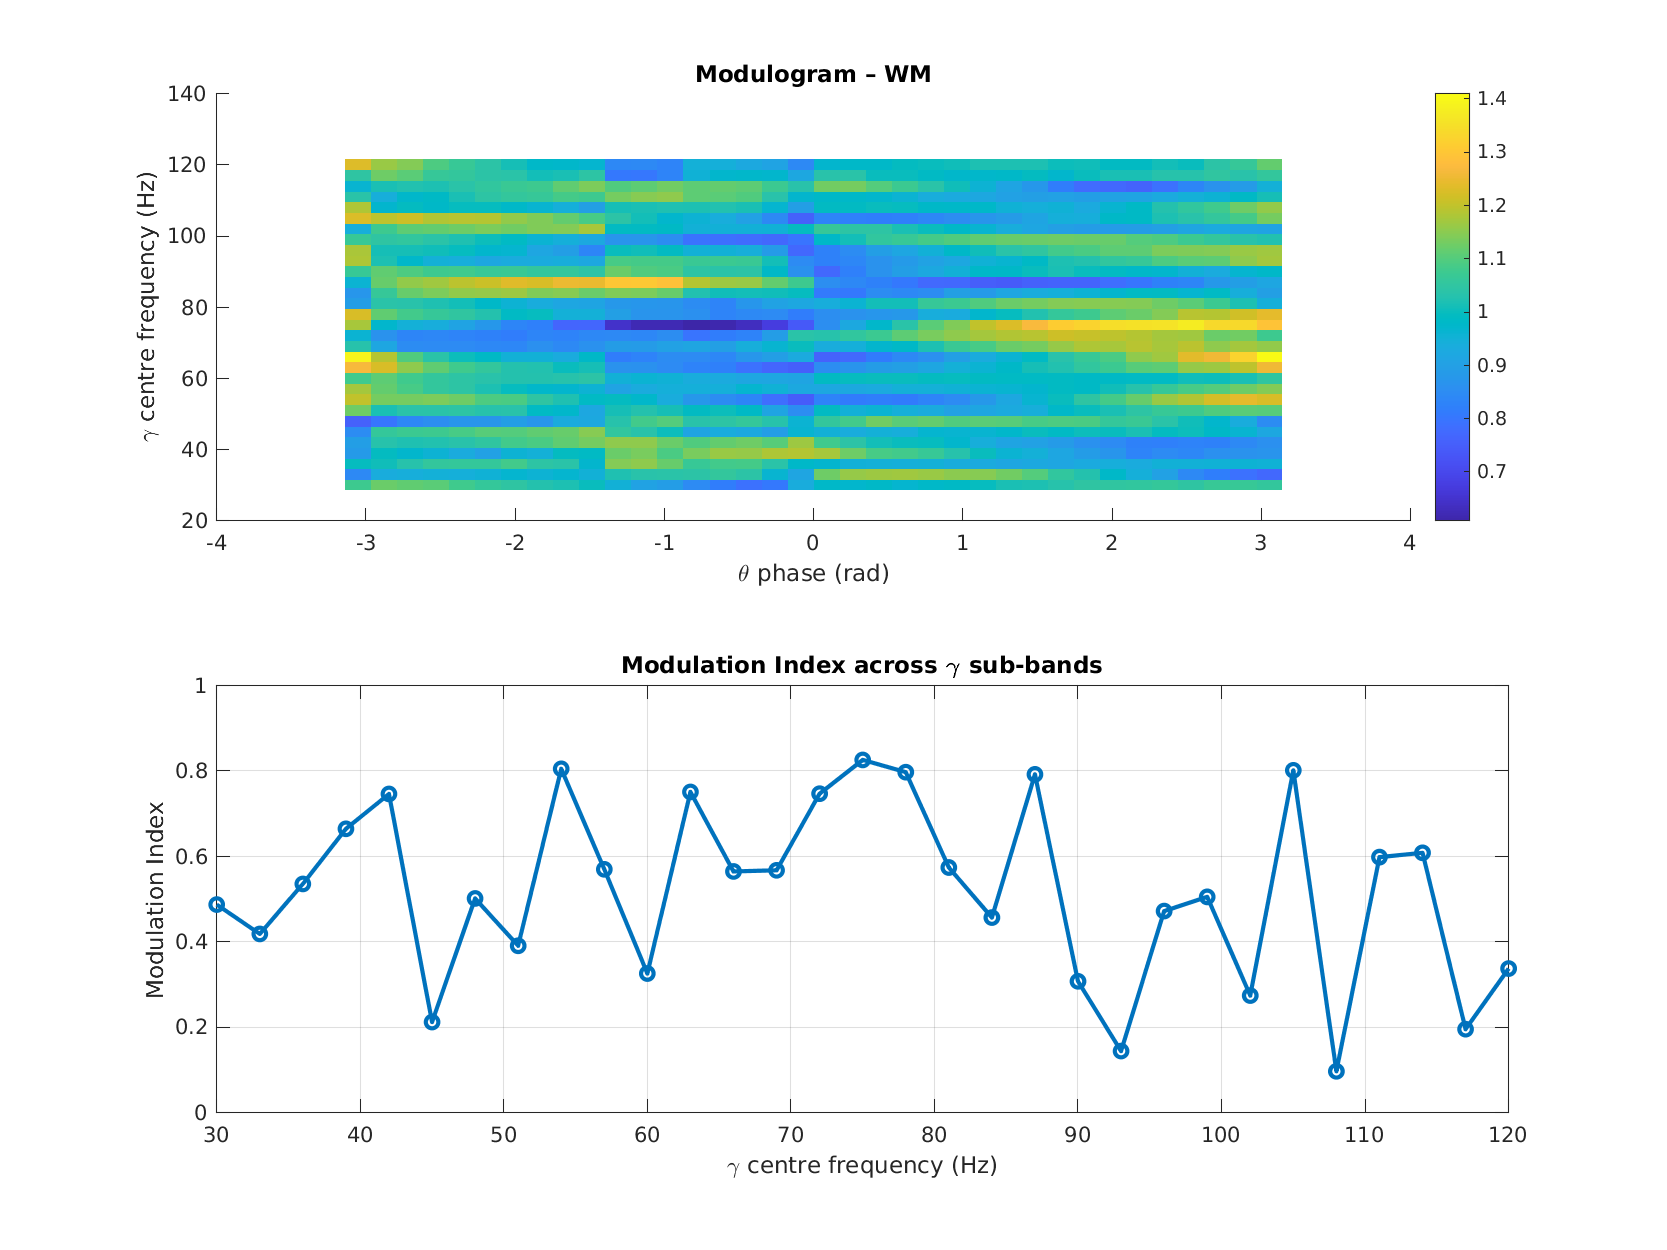 Modulogram – WM
140
120
100
80
60
40
20
γ centre frequency (Hz)
-4 -3 -2 -1 0 1 2 3 4
θ phase (rad)
1.4
1.3
1.2
1.1
1
0.9
0.8
0.7
Modulation Index across γ sub-bands
1
0.8
0.6
0.4
0.2
0
Modulation Index
30 40 50 60 70 80 90 100 110 120
γ centre frequency (Hz)